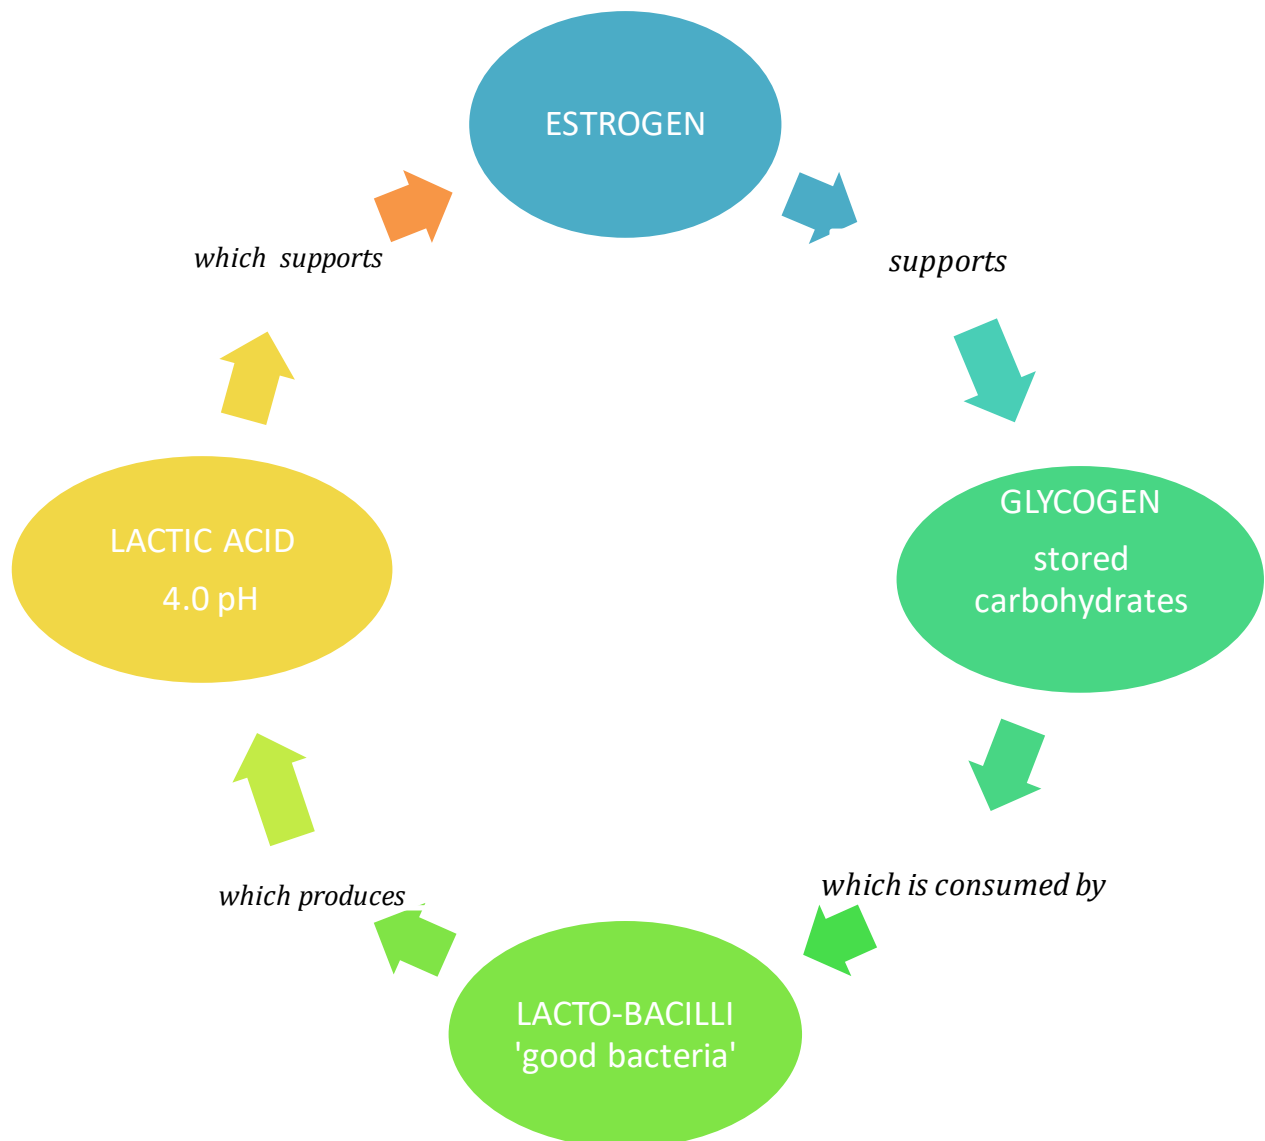 ESTROGEN
supports
GLYCOGEN
stored
carbohydrates
which is consumed by
LACTO-BACILLI
'good bacteria'
which produces
LACTIC ACID
4.0 pH
which supports